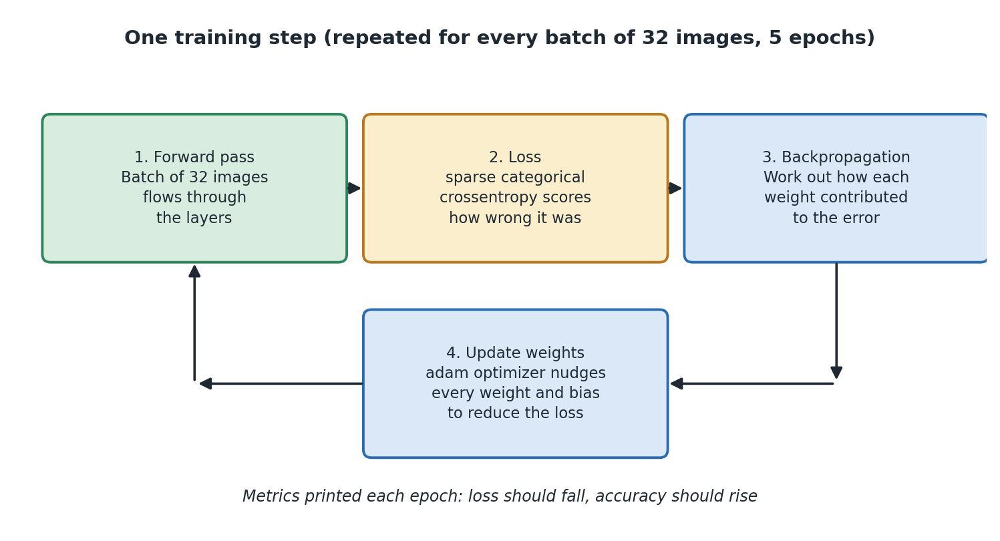 One training step (repeated for every batch of 32 images, 5 epochs)
1. Forward pass
Batch of 32 images
flows through
the layers
2. Loss
sparse categorical
crossentropy scores
how wrong it was
3. Backpropagation
Work out how each
weight contributed
to the error
4. Update weights
adam optimizer nudges
every weight and bias
to reduce the loss
Metrics printed each epoch: loss should fall, accuracy should rise